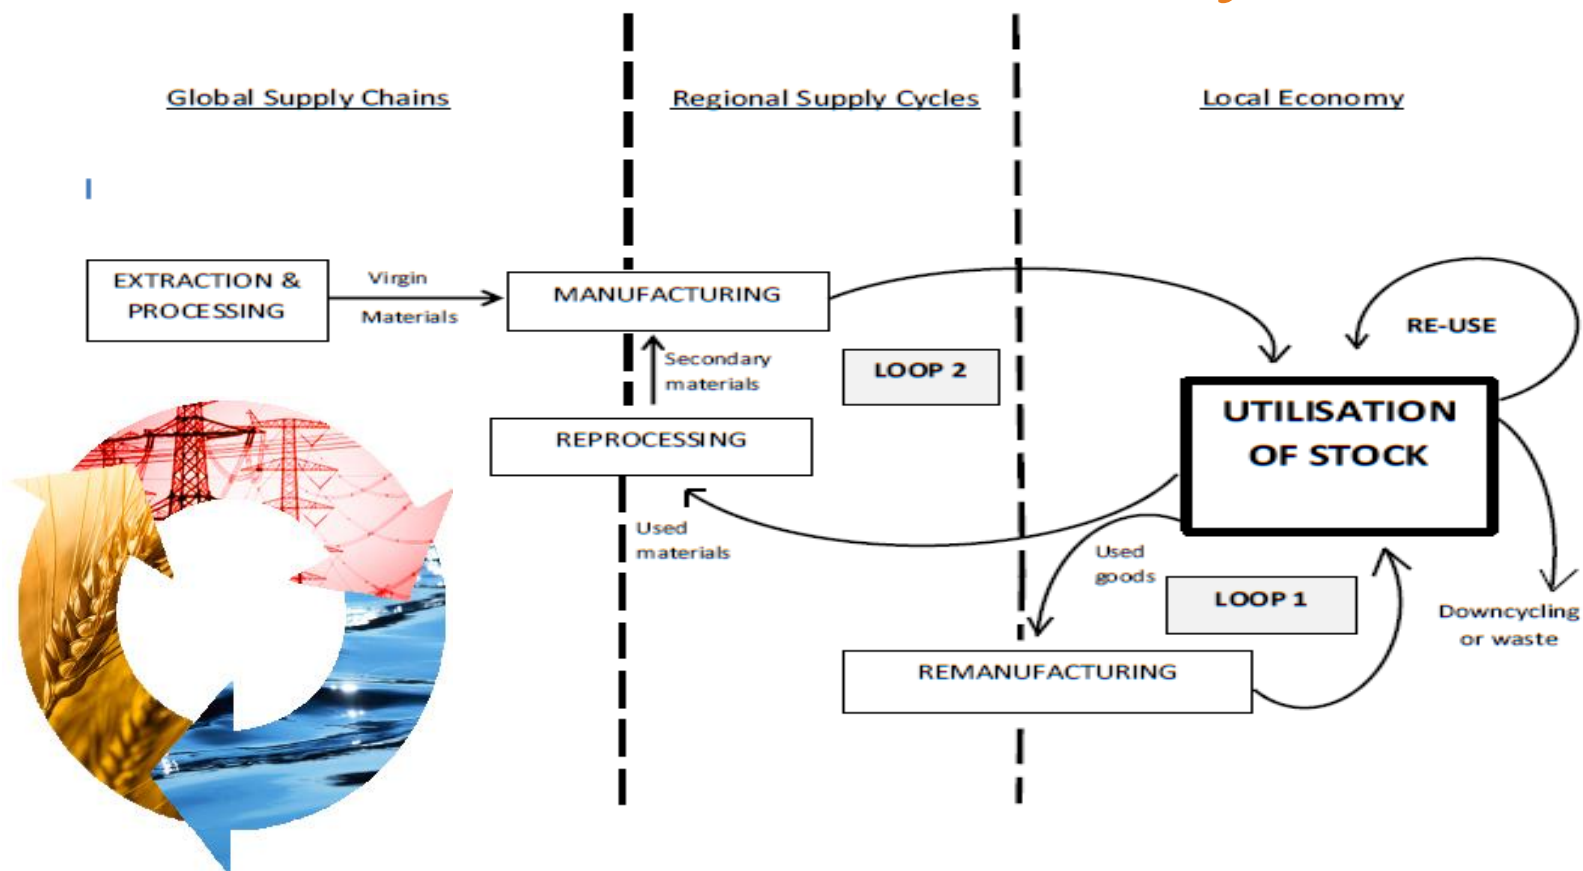 Global Supply Chains
Regional Supply Cycles
Local Economy
EXTRACTION &
PROCESSING
Virgin
Materials
MANUFACTURING
Secondary
materials
LOOP 2
RE-USE
UTILISATION
OF STOCK
REPROCESSING
Used
materials
Used
goods
LOOP 1
Downcycling
or waste
REMANUFACTURING